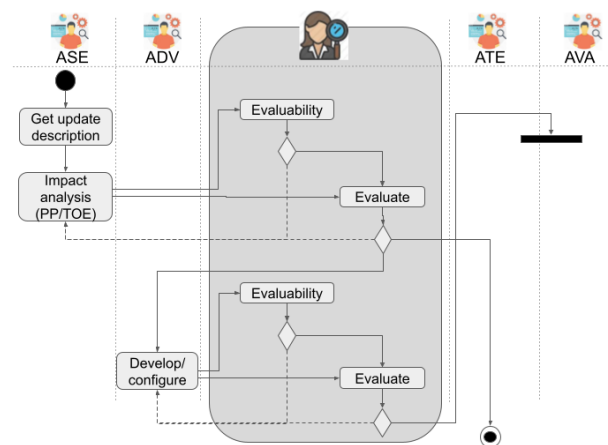 ASE
ADV
ATE
AVA
Get update
description
Evaluability
Impact
analysis
(PP/TOE)
Evaluate
Evaluability
Develop/
configure
Evaluate